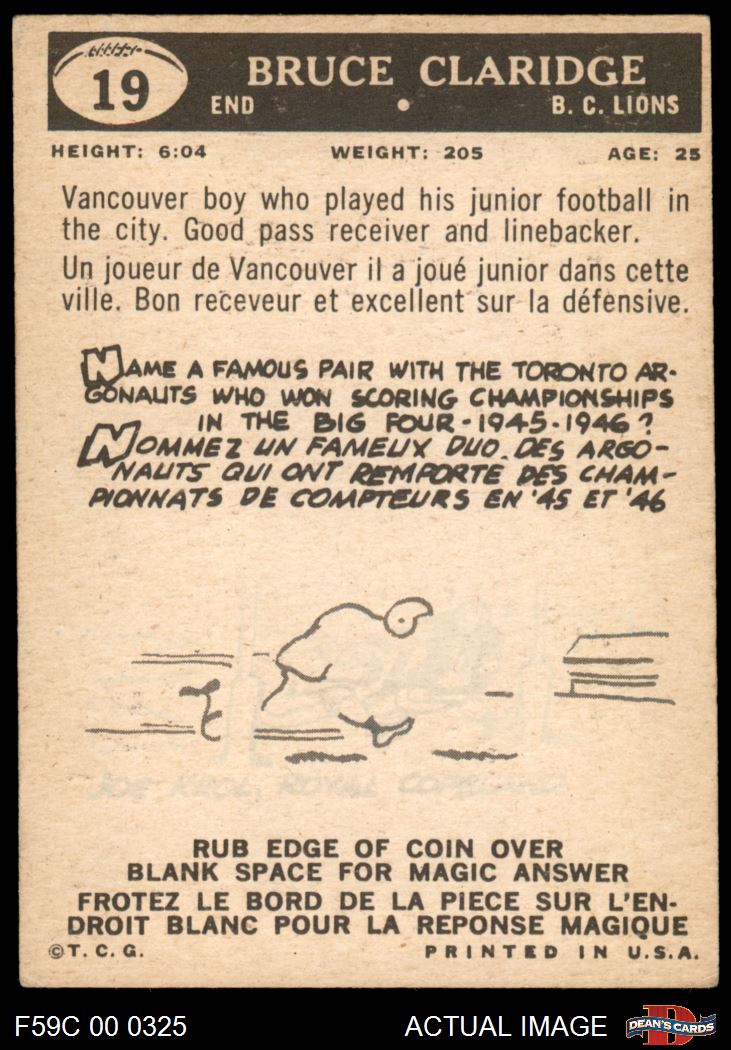 19
BRUCE CLARIDGE
END • B. C. LIONS
HEIGHT: 6:04 WEIGHT: 205 AGE: 25
Vancouver boy who played his junior football in
the city. Good pass receiver and linebacker.
Un joueur de Vancouver il a joué junior dans cette
ville. Bon receveur et excellent sur la défensive.
NAME A FAMOUS PAIR WITH THE TORONTO AR-
GONAUTS WHO WON SCORING CHAMPIONSHIPS
IN THE BIG FOUR - 1945-1946?
NOMMEZ UN FAMEUX DUO DES ARGO-
NAUTS QUI ONT REMPORTE DES CHAM-
PIONNATS DE COMPTEURS EN '45 ET '46
JOE KROL, ROYAL COPELAND
RUB EDGE OF COIN OVER
BLANK SPACE FOR MAGIC ANSWER
FROTEZ LE BORD DE LA PIECE SUR L'EN-
DROIT BLANC POUR LA REPONSE MAGIQUE
© T. C. G. PRINTED IN U.S.A.
F59C 00 0325 ACTUAL IMAGE DEAN'S CARDS